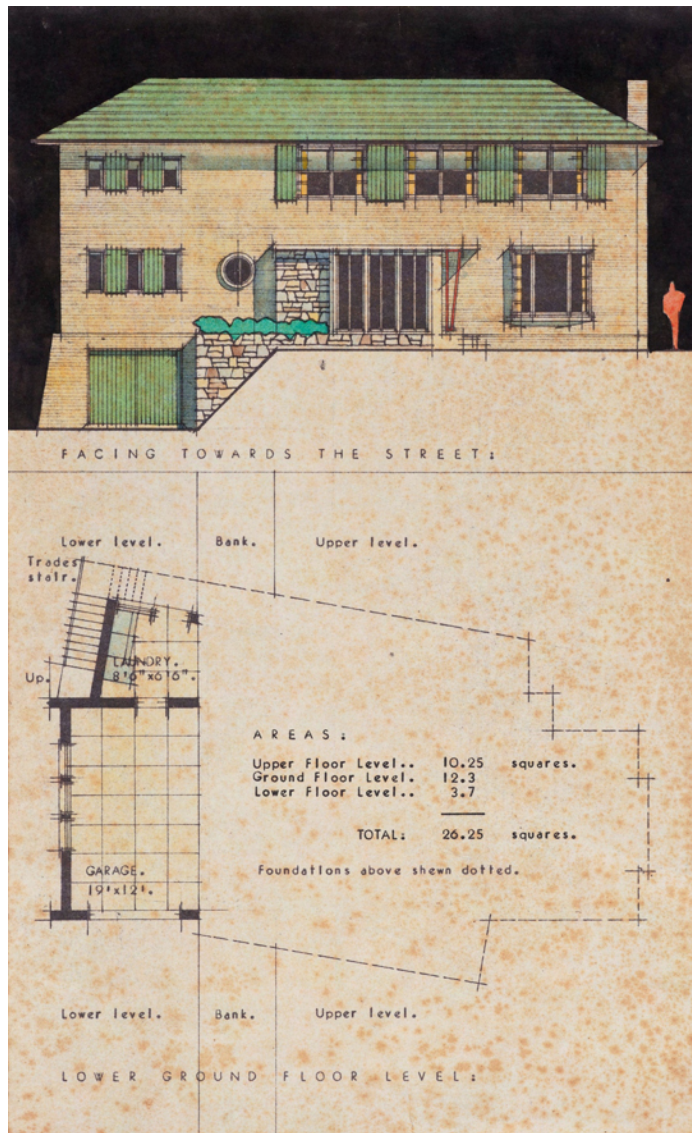 FACING TOWARDS THE STREET:
Lower level. Bank. Upper level.
Trades
stair.
LAUNDRY.
8'6"x6'6".
Up.
AREAS:
Upper Floor Level.. 10.25 squares.
Ground Floor Level. 12.3
Lower Floor Level.. 3.7
TOTAL: 26.25 squares.
GARAGE.
19'x12'.
Foundations above shewn dotted.
Lower level. Bank. Upper level.
LOWER GROUND FLOOR LEVEL: